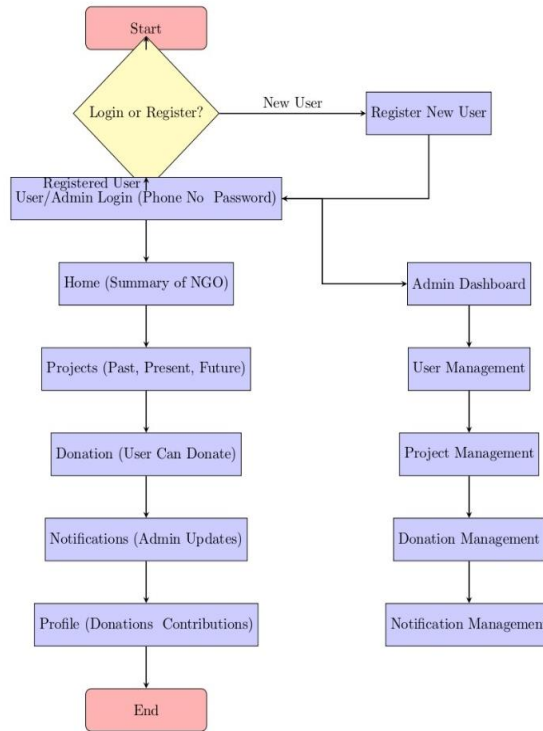 Start
Login or Register?
New User
Register New User
Registered User
User/Admin Login (Phone No Password)
Home (Summary of NGO)
Admin Dashboard
Projects (Past, Present, Future)
User Management
Donation (User Can Donate)
Project Management
Notifications (Admin Updates)
Donation Management
Profile (Donations Contributions)
Notification Management
End